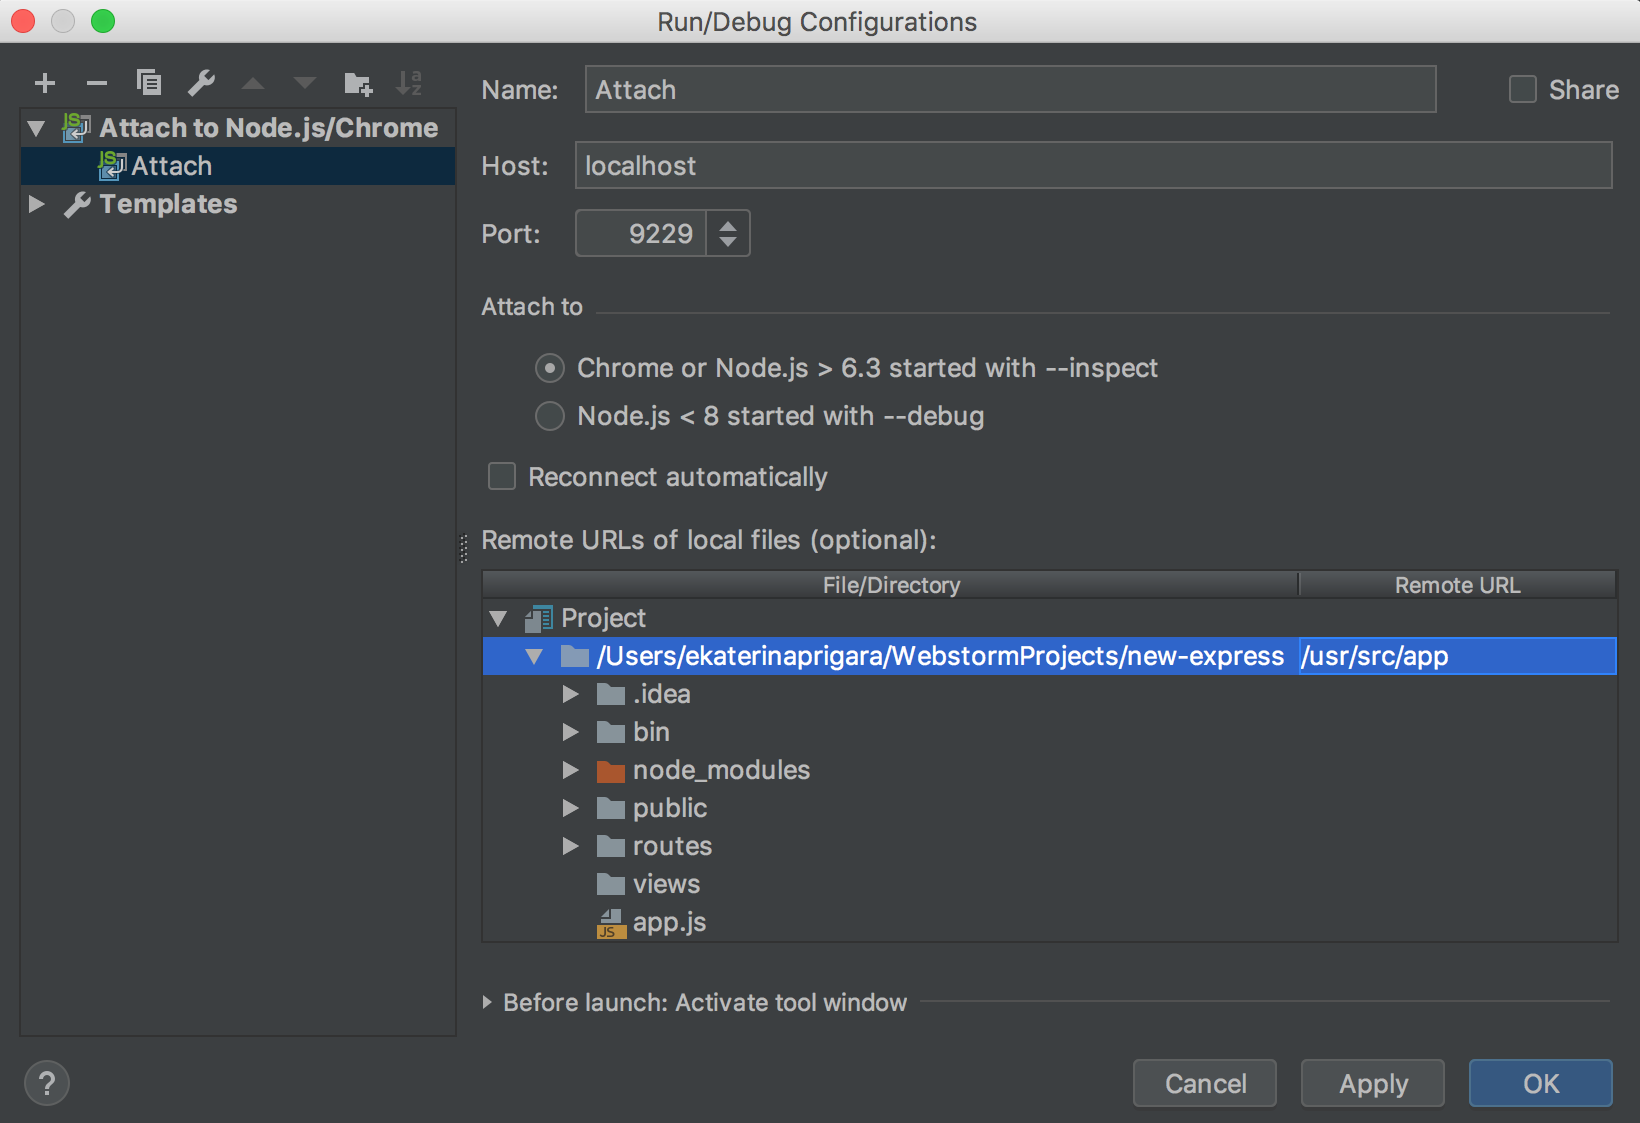 Run/Debug Configurations
Attach to Node.js/Chrome
Attach
Templates
Name: Attach Share
Host: localhost
Port: 9229
Attach to
Chrome or Node.js > 6.3 started with --inspect
Node.js < 8 started with --debug
Reconnect automatically
Remote URLs of local files (optional):
File/Directory Remote URL
Project
/Users/ekaterinaprigara/WebstormProjects/new-express /usr/src/app
.idea
bin
node_modules
public
routes
views
JS app.js
Before launch: Activate tool window
? Cancel Apply OK